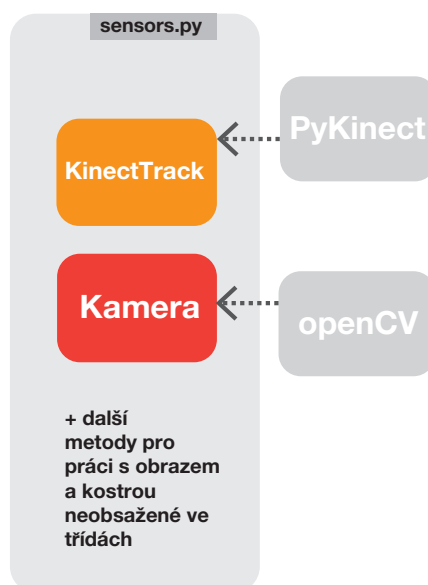 sensors.py
PyKinect
KinectTrack
Kamera
openCV
+ další
metody pro
práci s obrazem
a kostrou
neobsažené ve
třídách